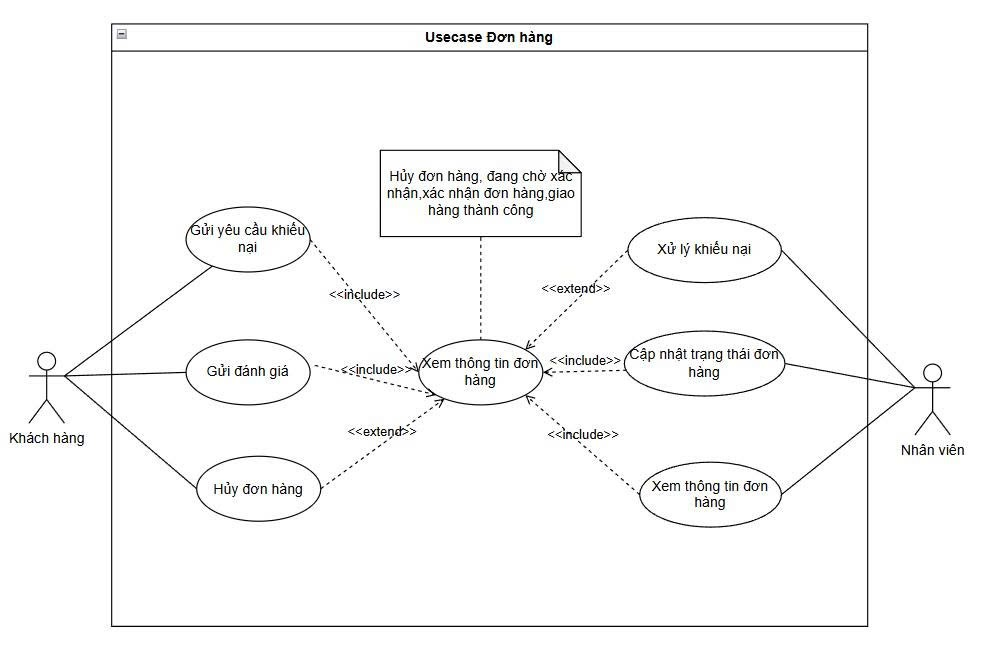 Usecase Đơn hàng
Hủy đơn hàng, đang chờ xác
nhận,xác nhận đơn hàng,giao
hàng thành công
Gửi yêu cầu khiếu
nại
Xử lý khiếu nại
<<include>>
<<extend>>
Gửi đánh giá
<<include>>
Xem thông tin đơn
hàng
<<include>>
Cập nhật trạng thái đơn
hàng
Khách hàng
Nhân viên
<<extend>>
<<include>>
Hủy đơn hàng
Xem thông tin đơn
hàng